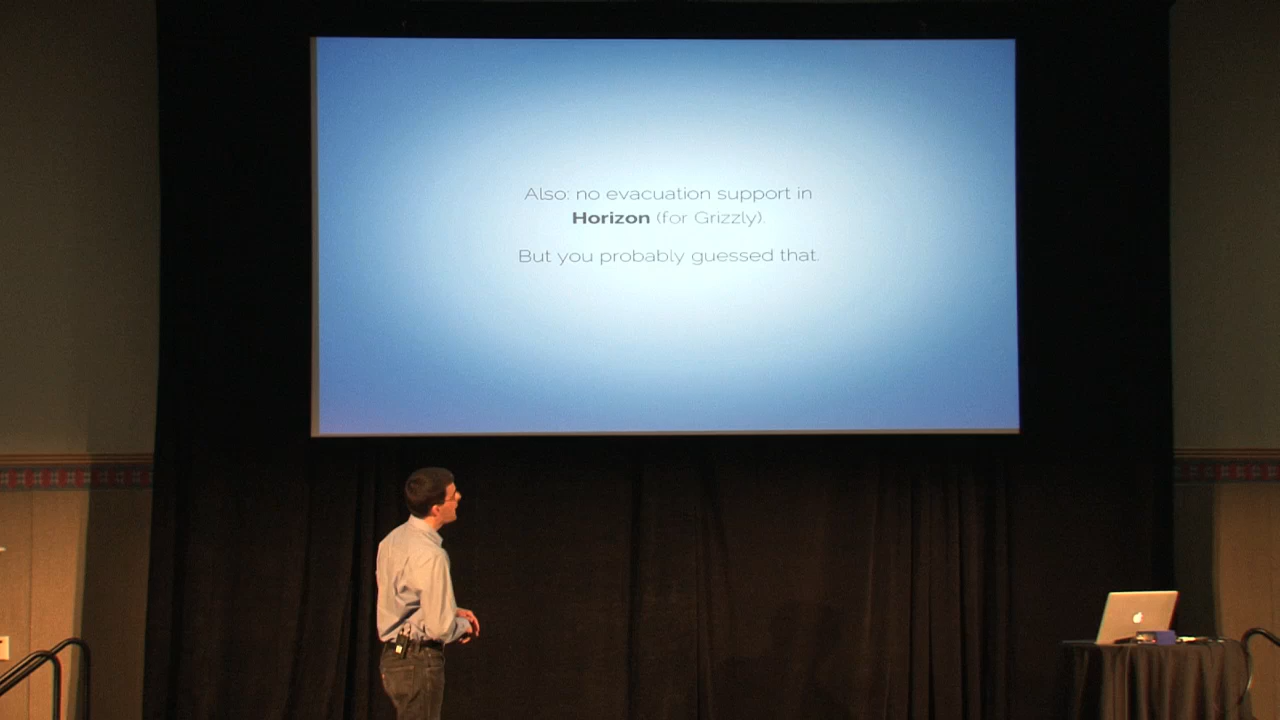 Also: no evacuation support in
Horizon (for Grizzly).
But you probably guessed that.